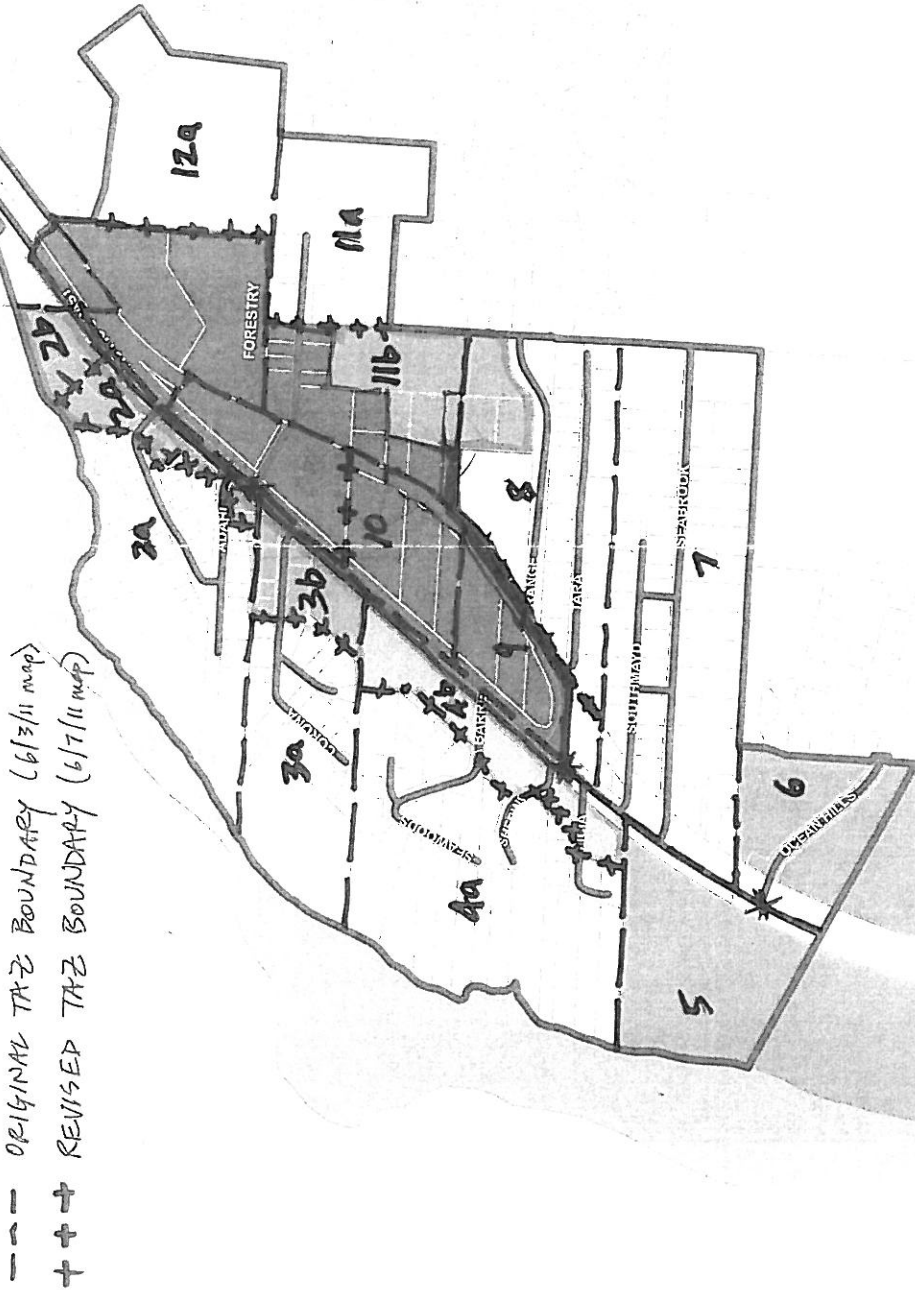 ORIGINAL TAZ BOUNDARY (6/3/11 map)
REVISED TAZ BOUNDARY (6/7/11 map)
12a
11a
FORESTRY
2b
2a
2a
ADAHI
11b
10
3b
3a
CORONA
4b
BARRE
8
TARA
9
SEABROOK
7
SOUTHMAYD
SEAWOODS
4a
6
OCEAN HILLS
5